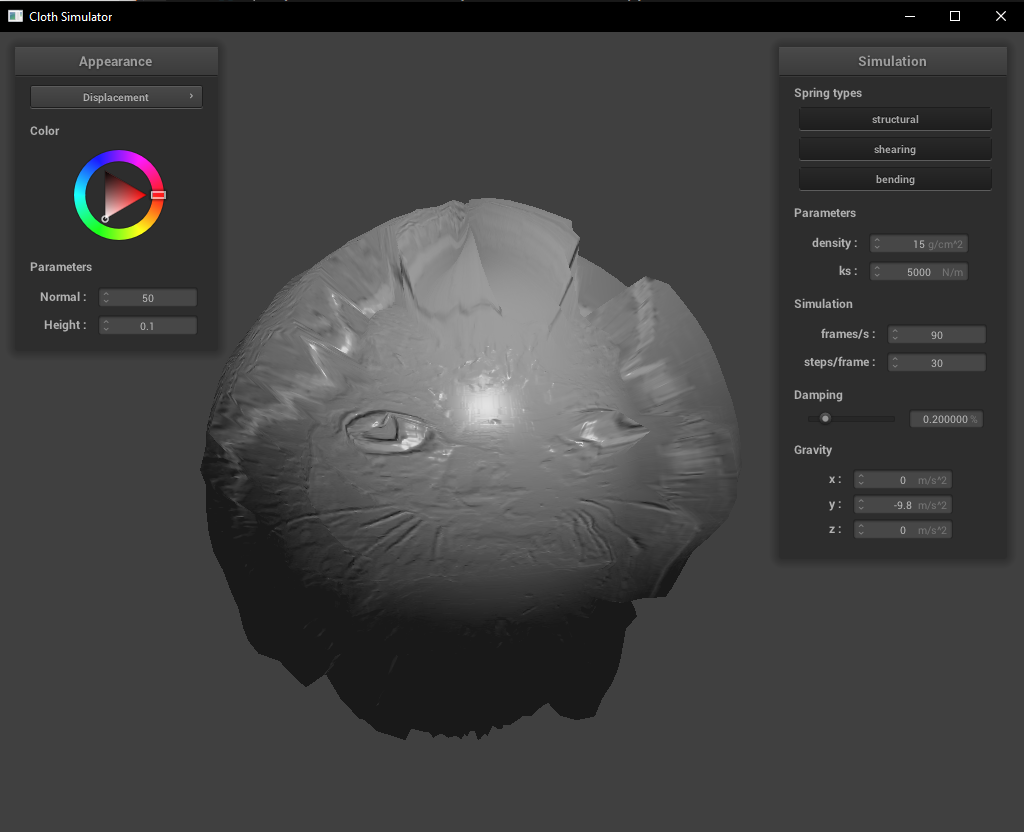 Cloth Simulator
Appearance
Displacement
Color
Parameters
Normal : 50
Height : 0.1
Simulation
Spring types
structural
shearing
bending
Parameters
density : 15 g/cm^2
ks : 5000 N/m
Simulation
frames/s : 90
steps/frame : 30
Damping
0.200000 %
Gravity
x : 0 m/s^2
y : -9.8 m/s^2
z : 0 m/s^2